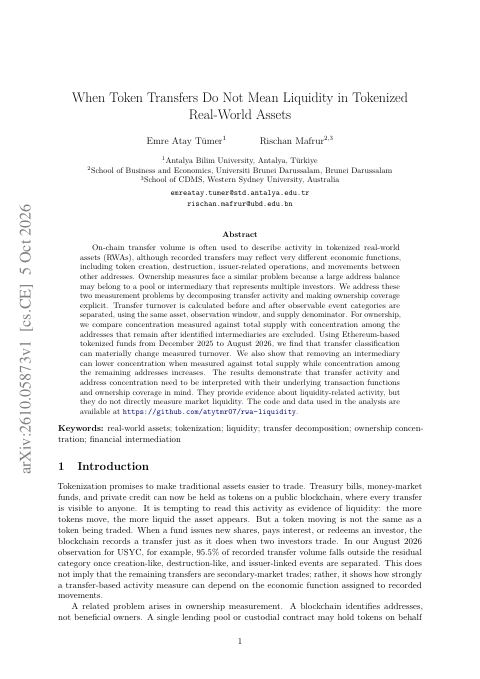 When Token Transfers Do Not Mean Liquidity in Tokenized
Real-World Assets
Emre Atay Tümer1 Rischan Mafrur2,3
1Antalya Bilim University, Antalya, Türkiye
2School of Business and Economics, Universiti Brunei Darussalam, Brunei Darussalam
3School of CDMS, Western Sydney University, Australia
emreatay.tumer@std.antalya.edu.tr
rischan.mafrur@ubd.edu.bn
Abstract
On-chain transfer volume is often used to describe activity in tokenized real-world
assets (RWAs), although recorded transfers may reflect very different economic functions,
including token creation, destruction, issuer-related operations, and movements between
other addresses. Ownership measures face a similar problem because a large address balance
may belong to a pool or intermediary that represents multiple investors. We address these
two measurement problems by decomposing transfer activity and making ownership coverage
explicit. Transfer turnover is calculated before and after observable event categories are
separated, using the same asset, observation window, and supply denominator. For ownership,
we compare concentration measured against total supply with concentration among the
addresses that remain after identified intermediaries are excluded. Using Ethereum-based
tokenized funds from December 2025 to August 2026, we find that transfer classification
can materially change measured turnover. We also show that removing an intermediary
can lower concentration when measured against total supply while concentration among
the remaining addresses increases. The results demonstrate that transfer activity and
address concentration need to be interpreted with their underlying transaction functions
and ownership coverage in mind. They provide evidence about liquidity-related activity, but
they do not directly measure market liquidity. The code and data used in the analysis are
available at https://github.com/atytmr07/rwa-liquidity.
Keywords: real-world assets; tokenization; liquidity; transfer decomposition; ownership concen-
tration; financial intermediation
1 Introduction
Tokenization promises to make traditional assets easier to trade. Treasury bills, money-market
funds, and private credit can now be held as tokens on a public blockchain, where every transfer
is visible to anyone. It is tempting to read this activity as evidence of liquidity: the more
tokens move, the more liquid the asset appears. But a token moving is not the same as a
token being traded. When a fund issues new shares, pays interest, or redeems an investor, the
blockchain records a transfer just as it does when two investors trade. In our August 2026
observation for USYC, for example, 95.5% of recorded transfer volume falls outside the residual
category once creation-like, destruction-like, and issuer-linked events are separated. This does
not imply that the remaining transfers are secondary-market trades; rather, it shows how strongly
a transfer-based activity measure can depend on the economic function assigned to recorded
movements.
A related problem arises in ownership measurement. A blockchain identifies addresses,
not beneficial owners. A single lending pool or custodial contract may hold tokens on behalf
1
arXiv:2610.05873v1 [cs.CE] 5 Oct 2026